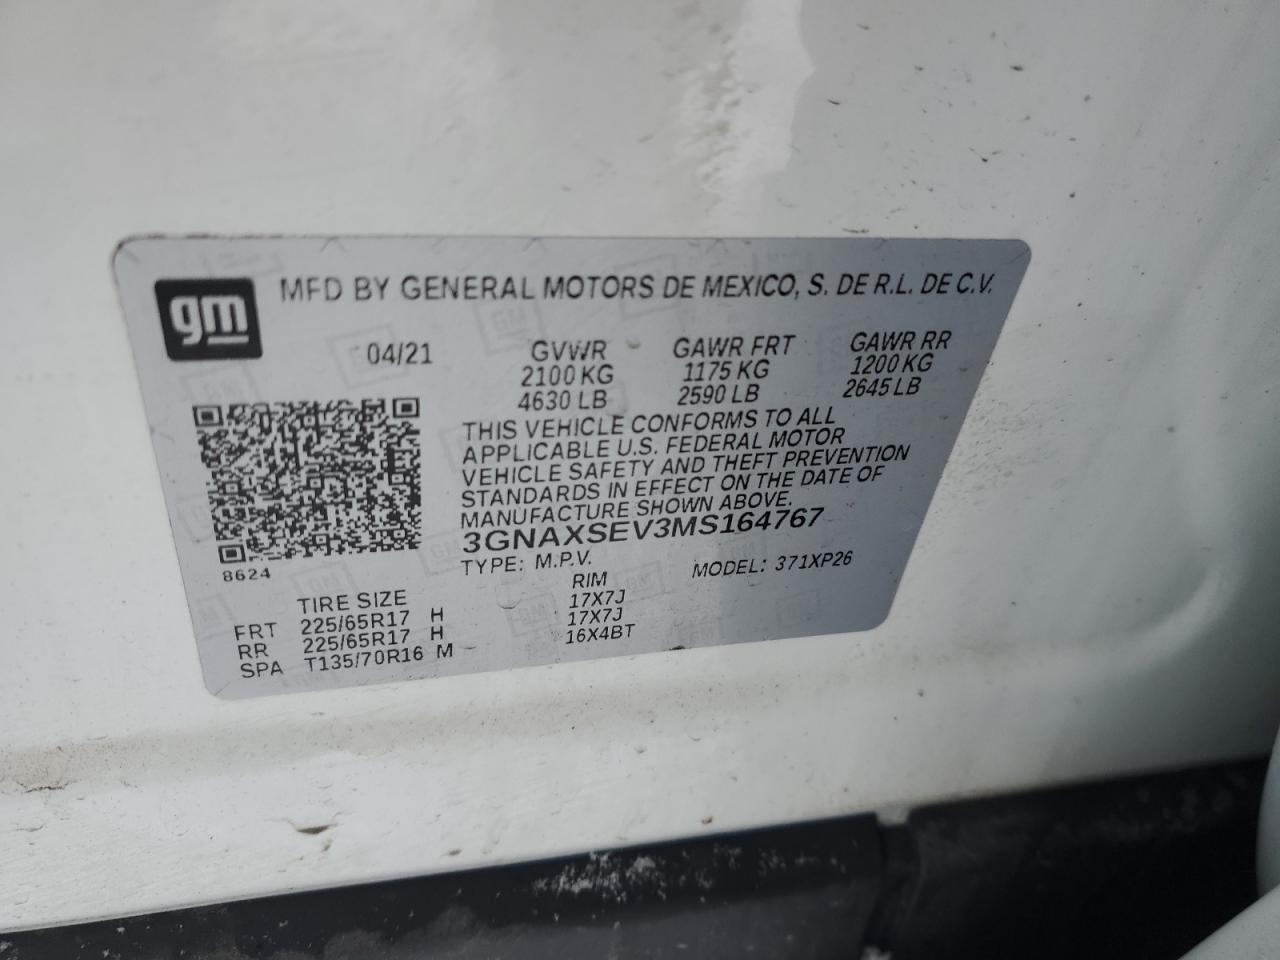 gm
MFD BY GENERAL MOTORS DE MEXICO, S. DE R.L. DE C.V.
04/21 GVWR GAWR FRT GAWR RR
2100 KG 1175 KG 1200 KG
4630 LB 2590 LB 2645 LB
THIS VEHICLE CONFORMS TO ALL
APPLICABLE U.S. FEDERAL MOTOR
VEHICLE SAFETY AND THEFT PREVENTION
STANDARDS IN EFFECT ON THE DATE OF
MANUFACTURE SHOWN ABOVE.
3GNAXSEV3MS164767
8624
TYPE: M.P.V. MODEL: 371XP26
TIRE SIZE RIM
FRT 225/65R17 H 17X7J
RR 225/65R17 H 17X7J
SPA T135/70R16 M 16X4BT